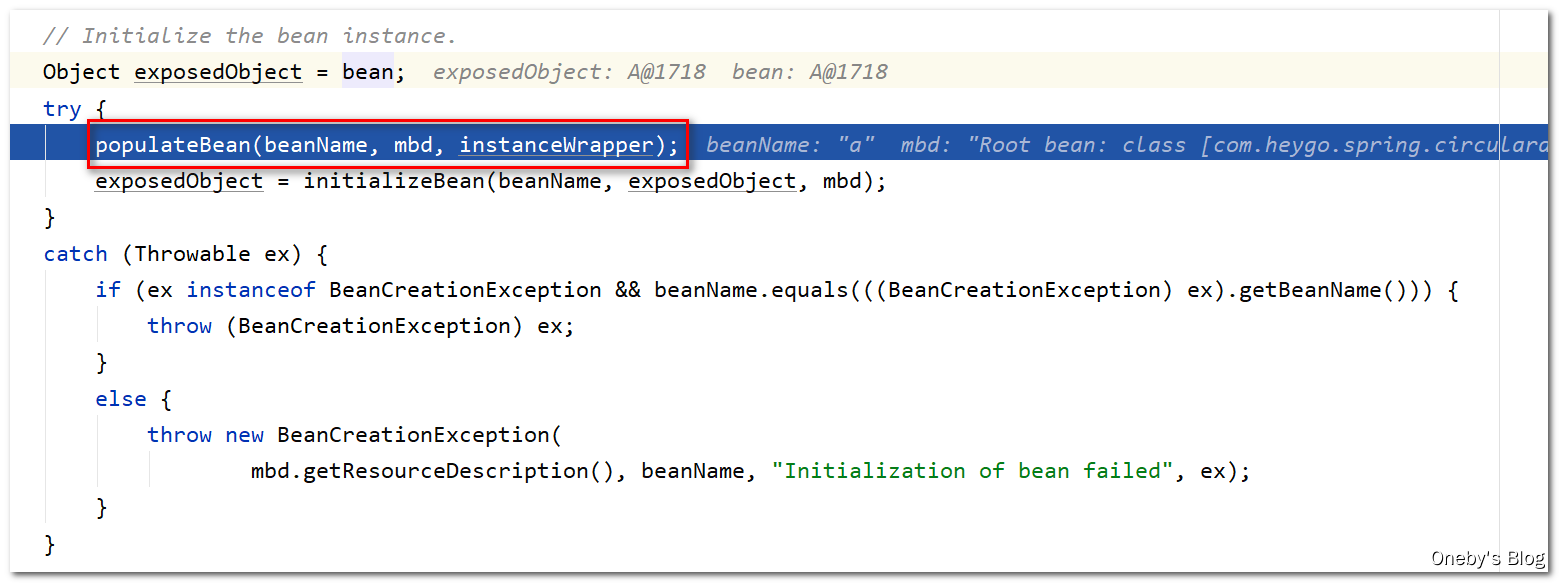 // Initialize the bean instance.
Object exposedObject = bean;  exposedObject: A@1718  bean: A@1718
try {
    populateBean(beanName, mbd, instanceWrapper);  beanName: "a"  mbd: "Root bean: class [com.heygo.spring.circulard
    exposedObject = initializeBean(beanName, exposedObject, mbd);
}
catch (Throwable ex) {
    if (ex instanceof BeanCreationException && beanName.equals(((BeanCreationException) ex).getBeanName())) {
        throw (BeanCreationException) ex;
    }
    else {
        throw new BeanCreationException(
                mbd.getResourceDescription(), beanName, "Initialization of bean failed", ex);
    }
}
Oneby's Blog